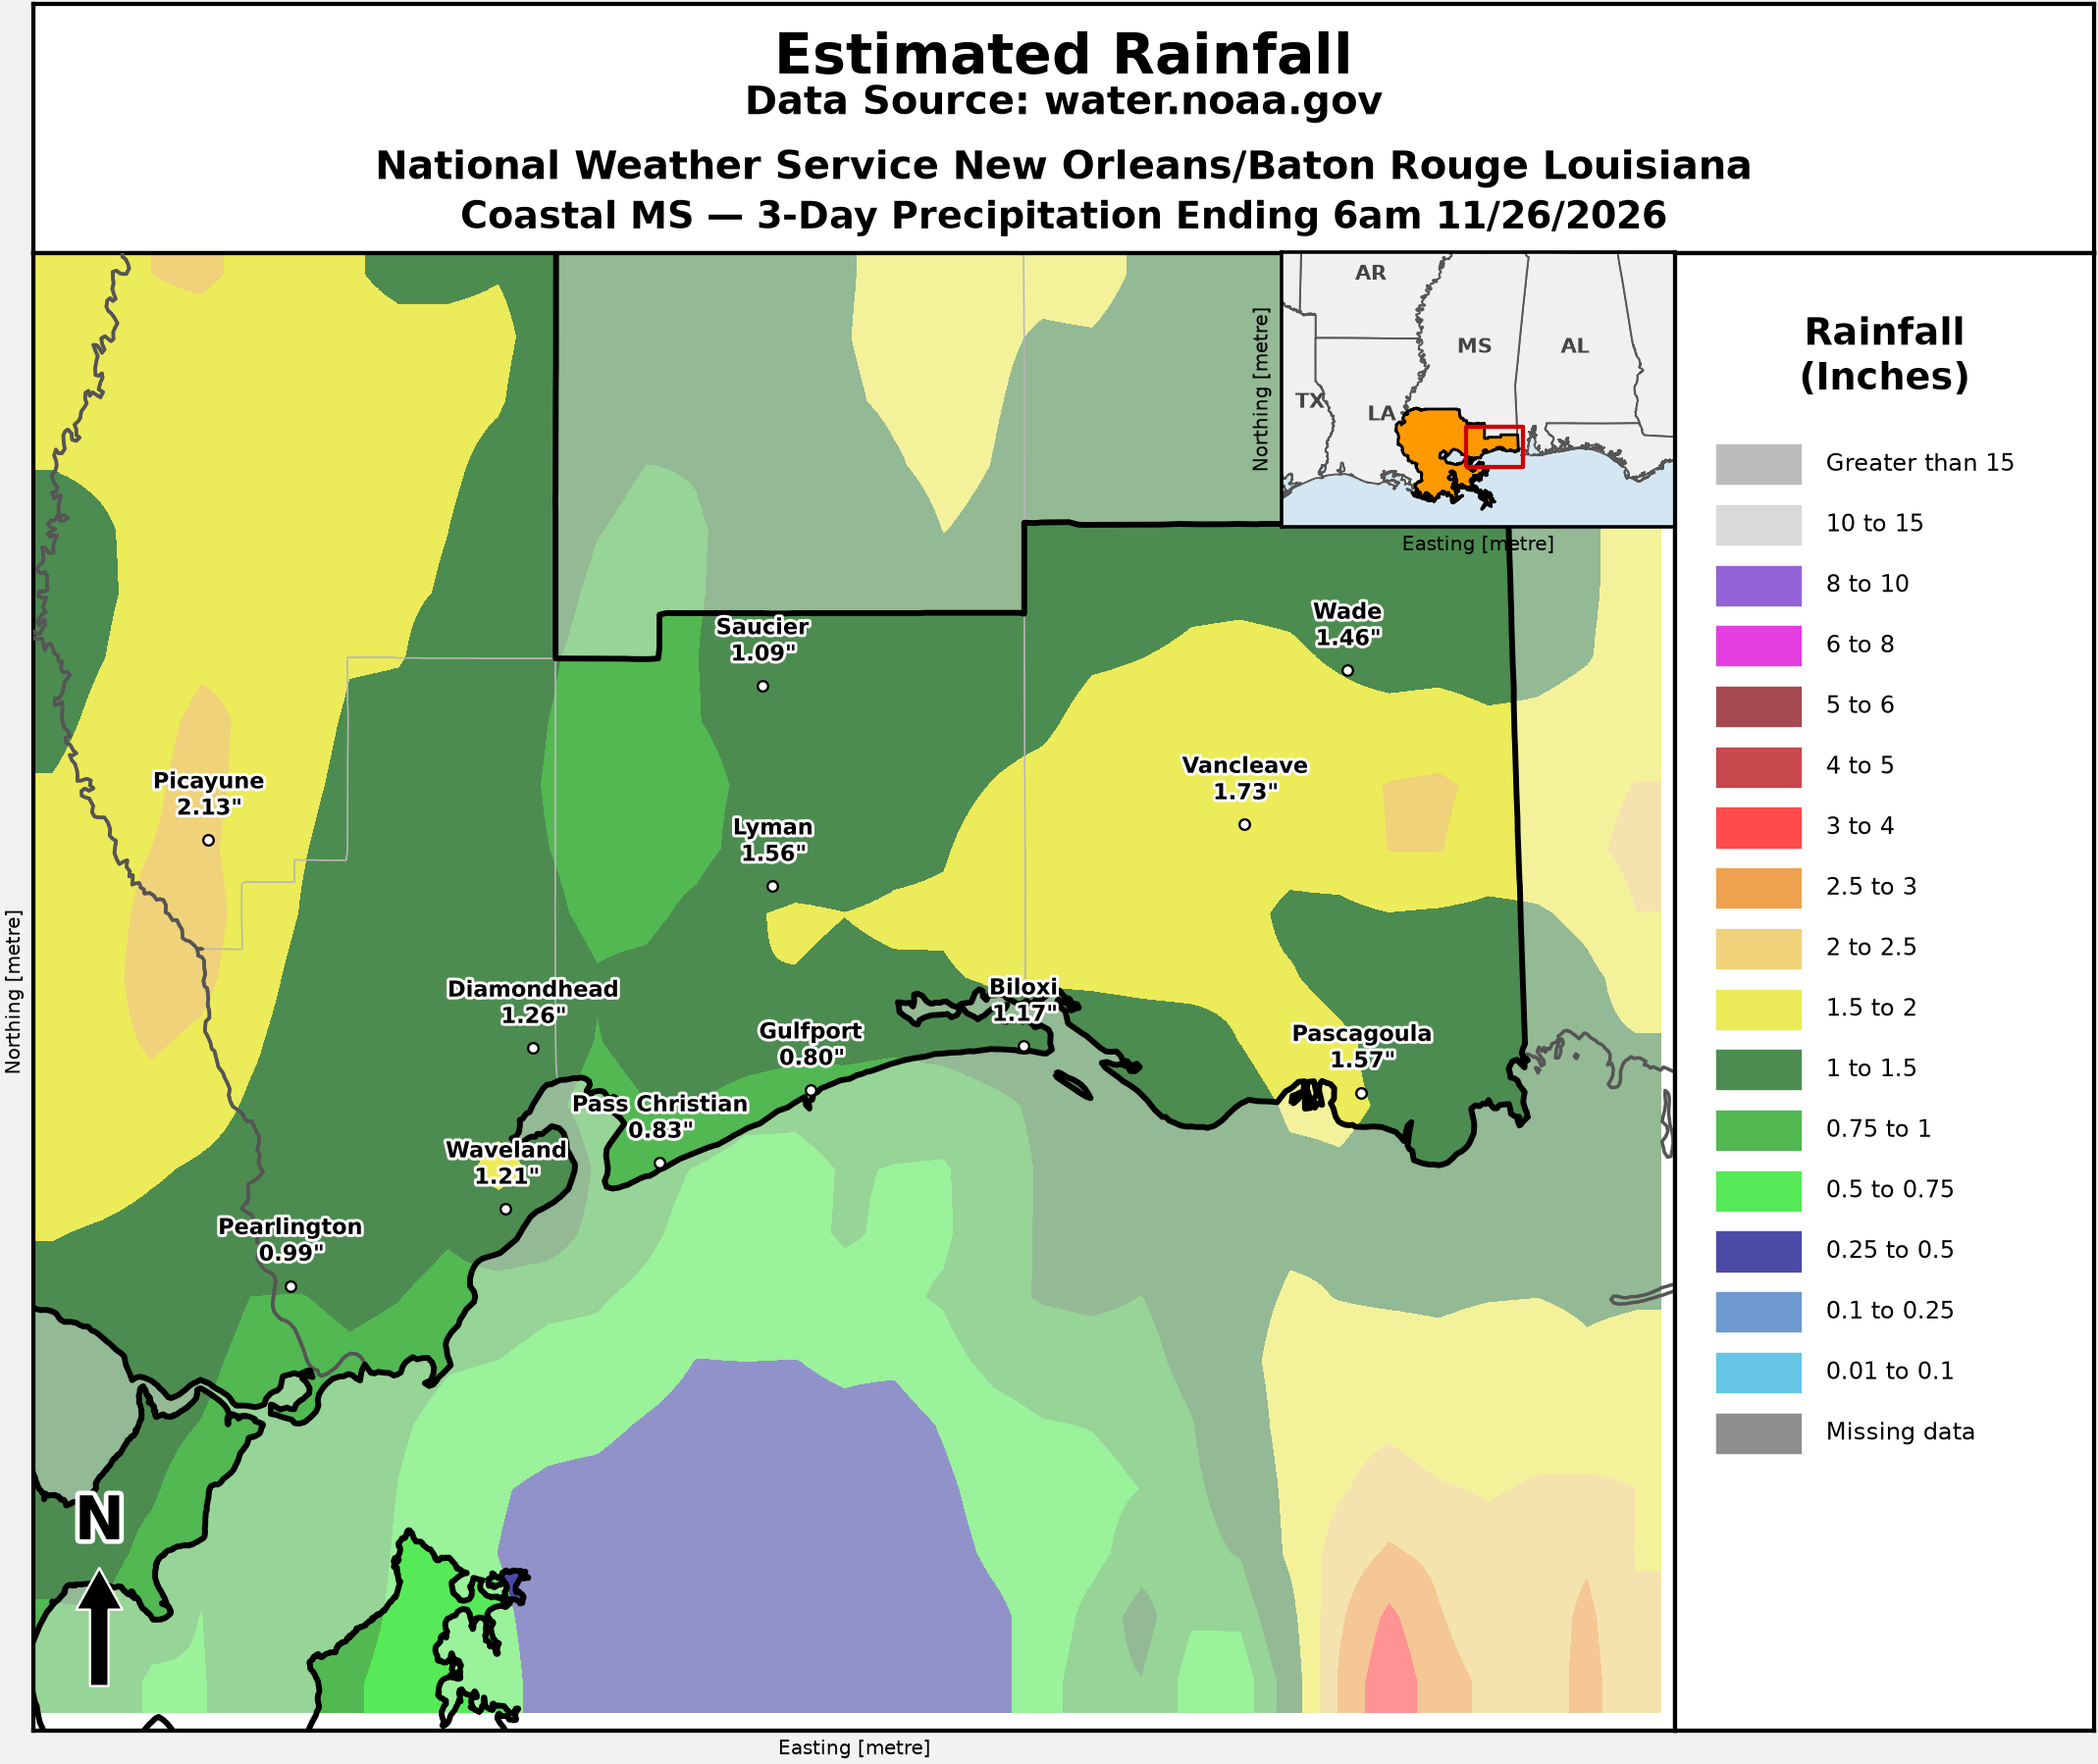 Estimated Rainfall
Data Source: water.noaa.gov
National Weather Service New Orleans/Baton Rouge Louisiana
Coastal MS — 3-Day Precipitation Ending 6am 11/26/2026
AR
MS
AL
TX
LA
Northing [metre]
Easting [metre]
Saucier
1.09"
Wade
1.46"
Picayune
2.13"
Vancleave
1.73"
Lyman
1.56"
Diamondhead
1.26"
Biloxi
1.17"
Gulfport
0.80"
Pascagoula
1.57"
Pass Christian
0.83"
Waveland
1.21"
Pearlington
0.99"
N
Northing [metre]
Easting [metre]
Rainfall
(Inches)
Greater than 15
10 to 15
8 to 10
6 to 8
5 to 6
4 to 5
3 to 4
2.5 to 3
2 to 2.5
1.5 to 2
1 to 1.5
0.75 to 1
0.5 to 0.75
0.25 to 0.5
0.1 to 0.25
0.01 to 0.1
Missing data